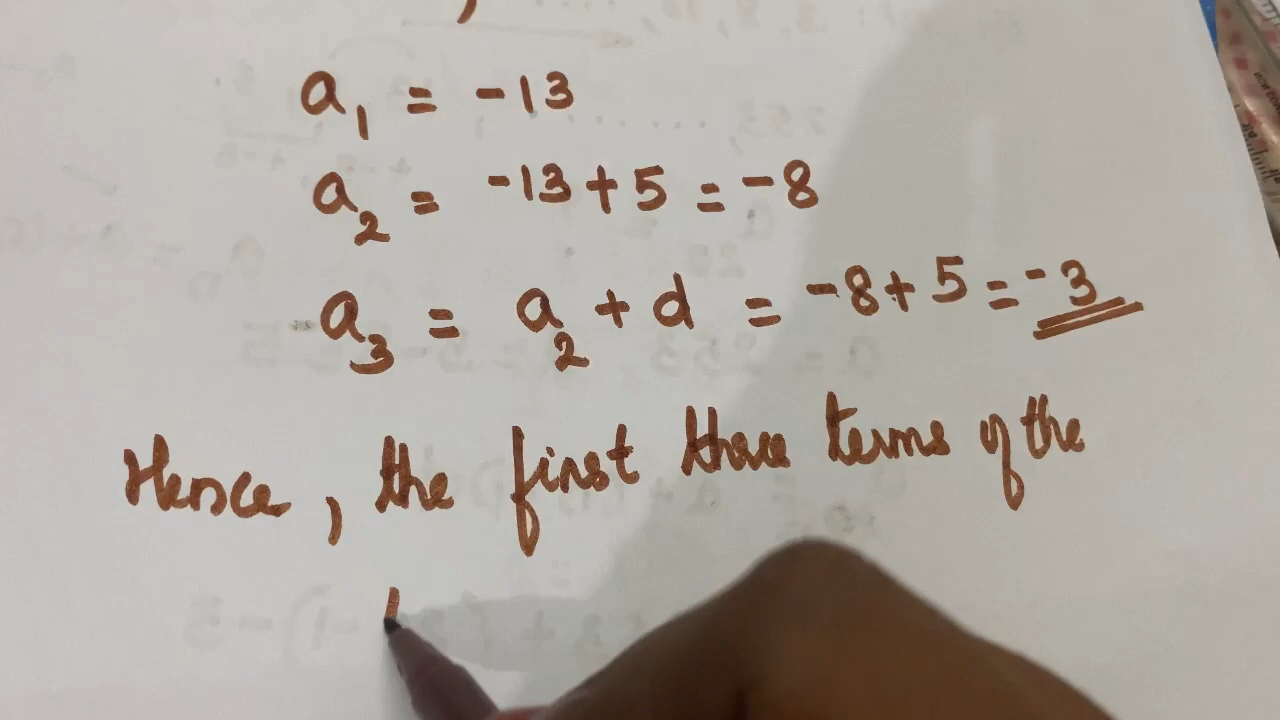 a₁ = -13
a₂ = -13+5 = -8
a₃ = a₂ + d = -8+5 = -3
Hence, the first three terms of the